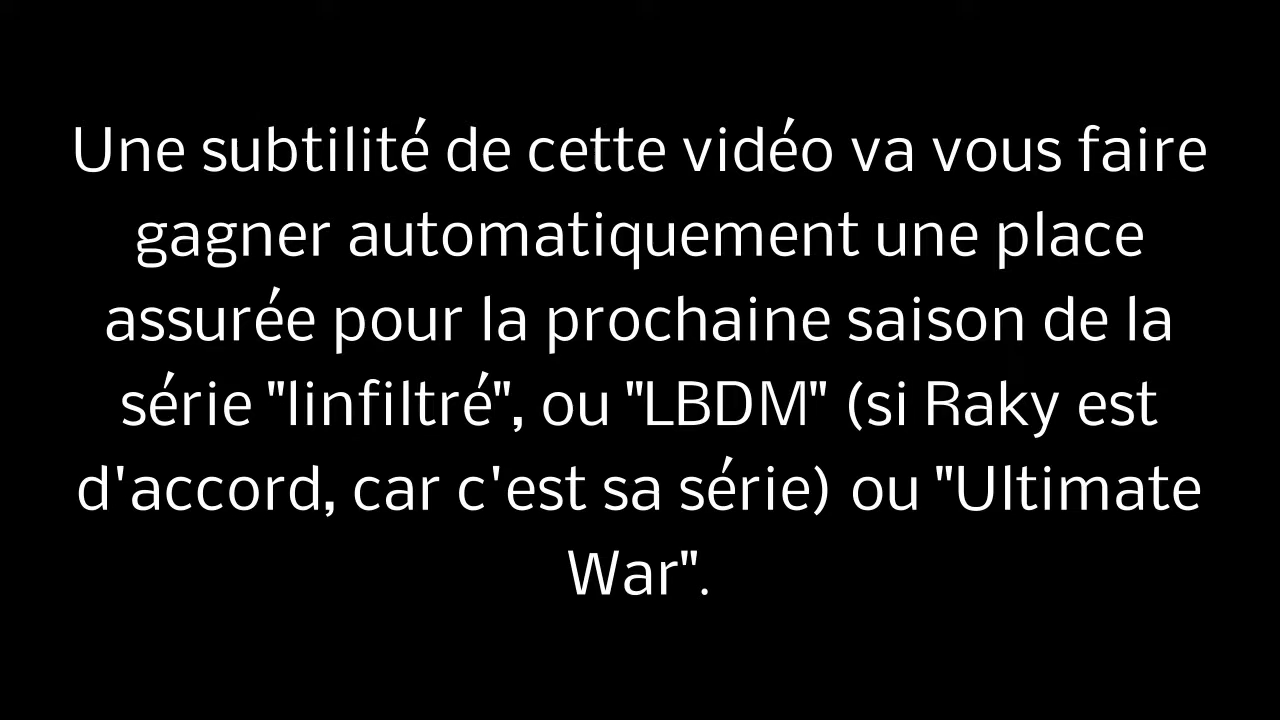 Une subtilité de cette vidéo va vous faire
gagner automatiquement une place
assurée pour la prochaine saison de la
série "linfiltré", ou "LBDM" (si Raky est
d'accord, car c'est sa série) ou "Ultimate
War".